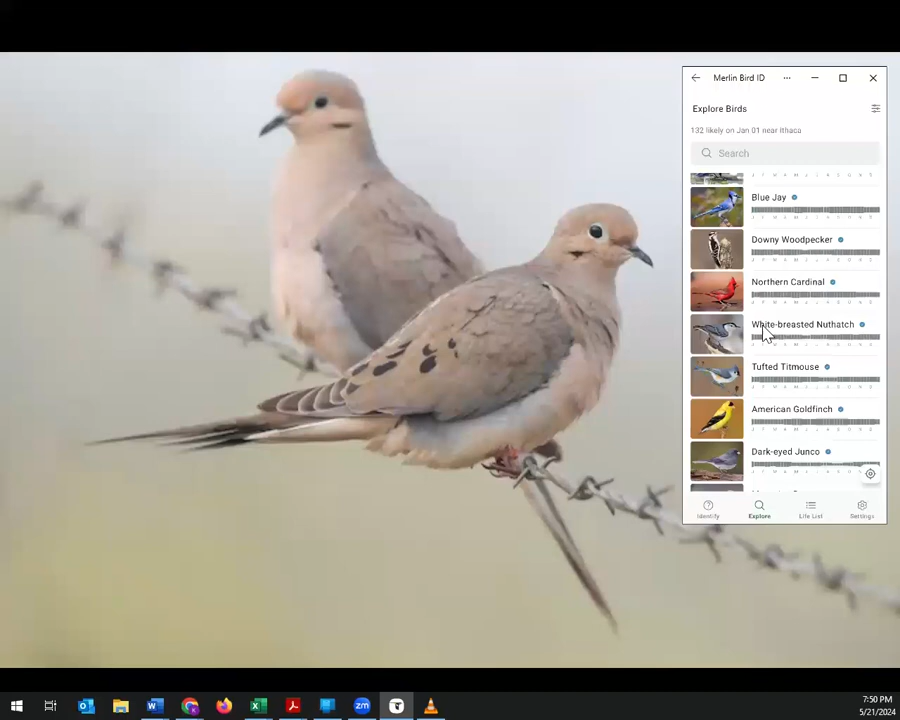 Merlin Bird ID
Explore Birds
132 likely on Jan 01 near Ithaca
Search
Blue Jay
Downy Woodpecker
Northern Cardinal
White-breasted Nuthatch
Tufted Titmouse
American Goldfinch
Dark-eyed Junco
Identify
Explore
Life List
Settings
zm
7:50 PM
5/21/2024